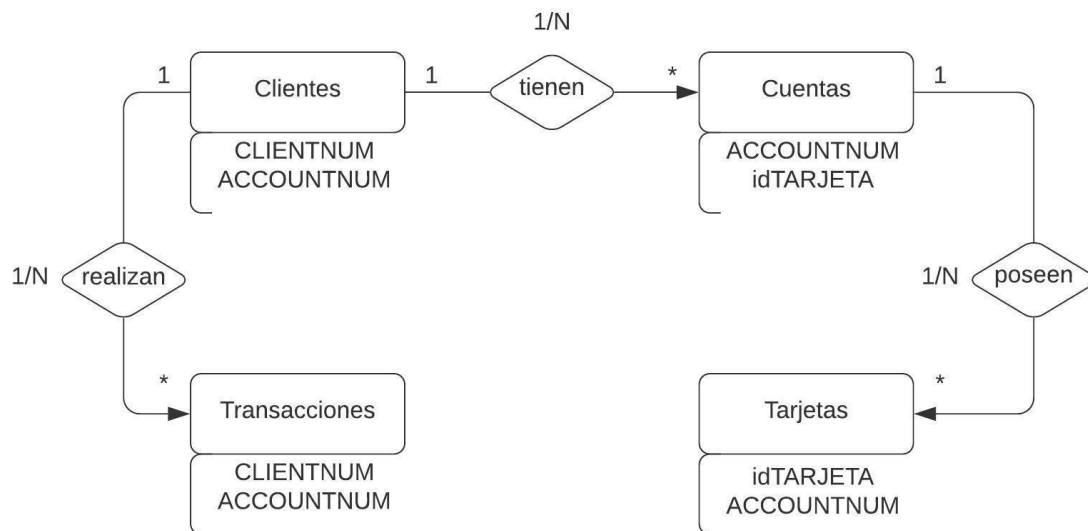 1/N
1
Clientes
1
tienen
*
Cuentas
1
CLIENTNUM
ACCOUNTNUM
ACCOUNTNUM
idTARJETA
1/N
realizan
1/N
poseen
*
Transacciones
Tarjetas
*
CLIENTNUM
ACCOUNTNUM
idTARJETA
ACCOUNTNUM